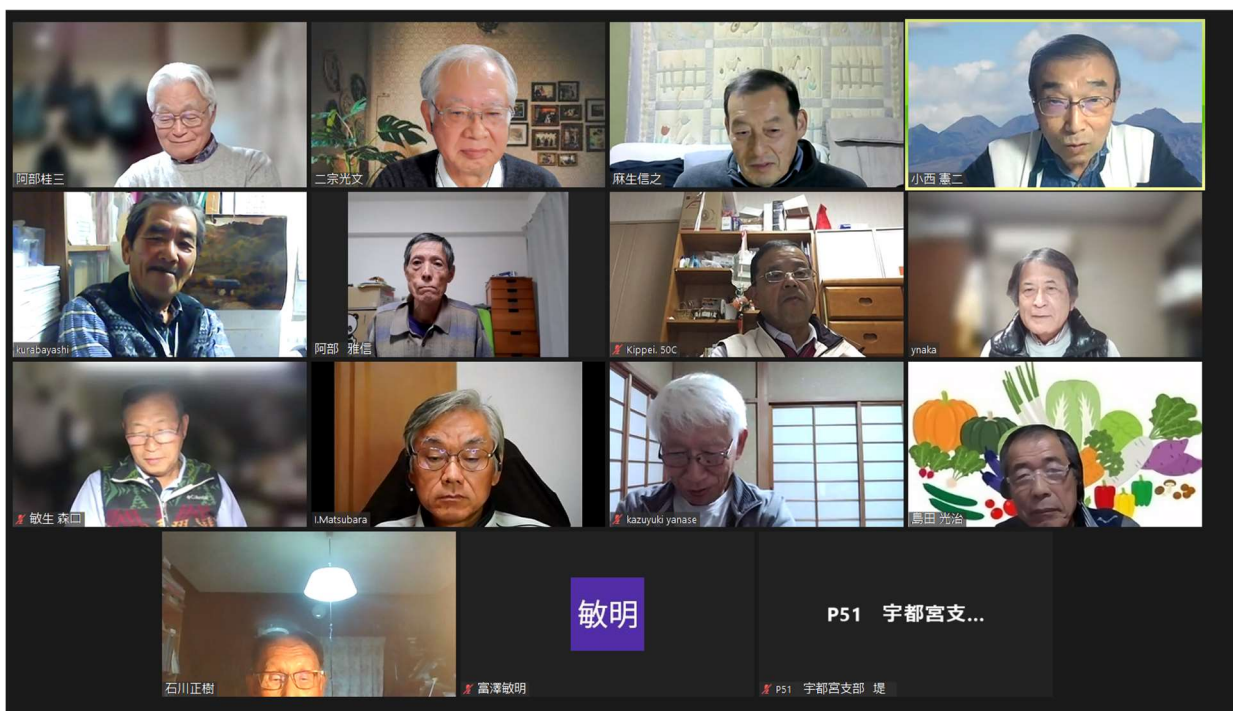 阿部桂三
二宗光文
麻生信之
小西 憲二
kurabayashi
阿部 雅信
Kippei. 50C
ynaka
敏生 森口
I.Matsubara
kazuyuki yanase
島田 光治
石川正樹
敏明
富澤敏明
P51 宇都宮支...
P51 宇都宮支部 堤